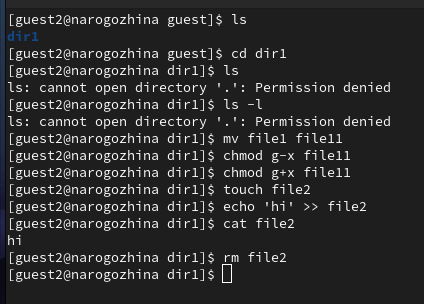 [guest2@narogozhina guest]$ ls
dir1
[guest2@narogozhina guest]$ cd dir1
[guest2@narogozhina dir1]$ ls
ls: cannot open directory '.': Permission denied
[guest2@narogozhina dir1]$ ls -l
ls: cannot open directory '.': Permission denied
[guest2@narogozhina dir1]$ mv file1 file11
[guest2@narogozhina dir1]$ chmod g-x file11
[guest2@narogozhina dir1]$ chmod g+x file11
[guest2@narogozhina dir1]$ touch file2
[guest2@narogozhina dir1]$ echo 'hi' >> file2
[guest2@narogozhina dir1]$ cat file2
hi
[guest2@narogozhina dir1]$ rm file2
[guest2@narogozhina dir1]$